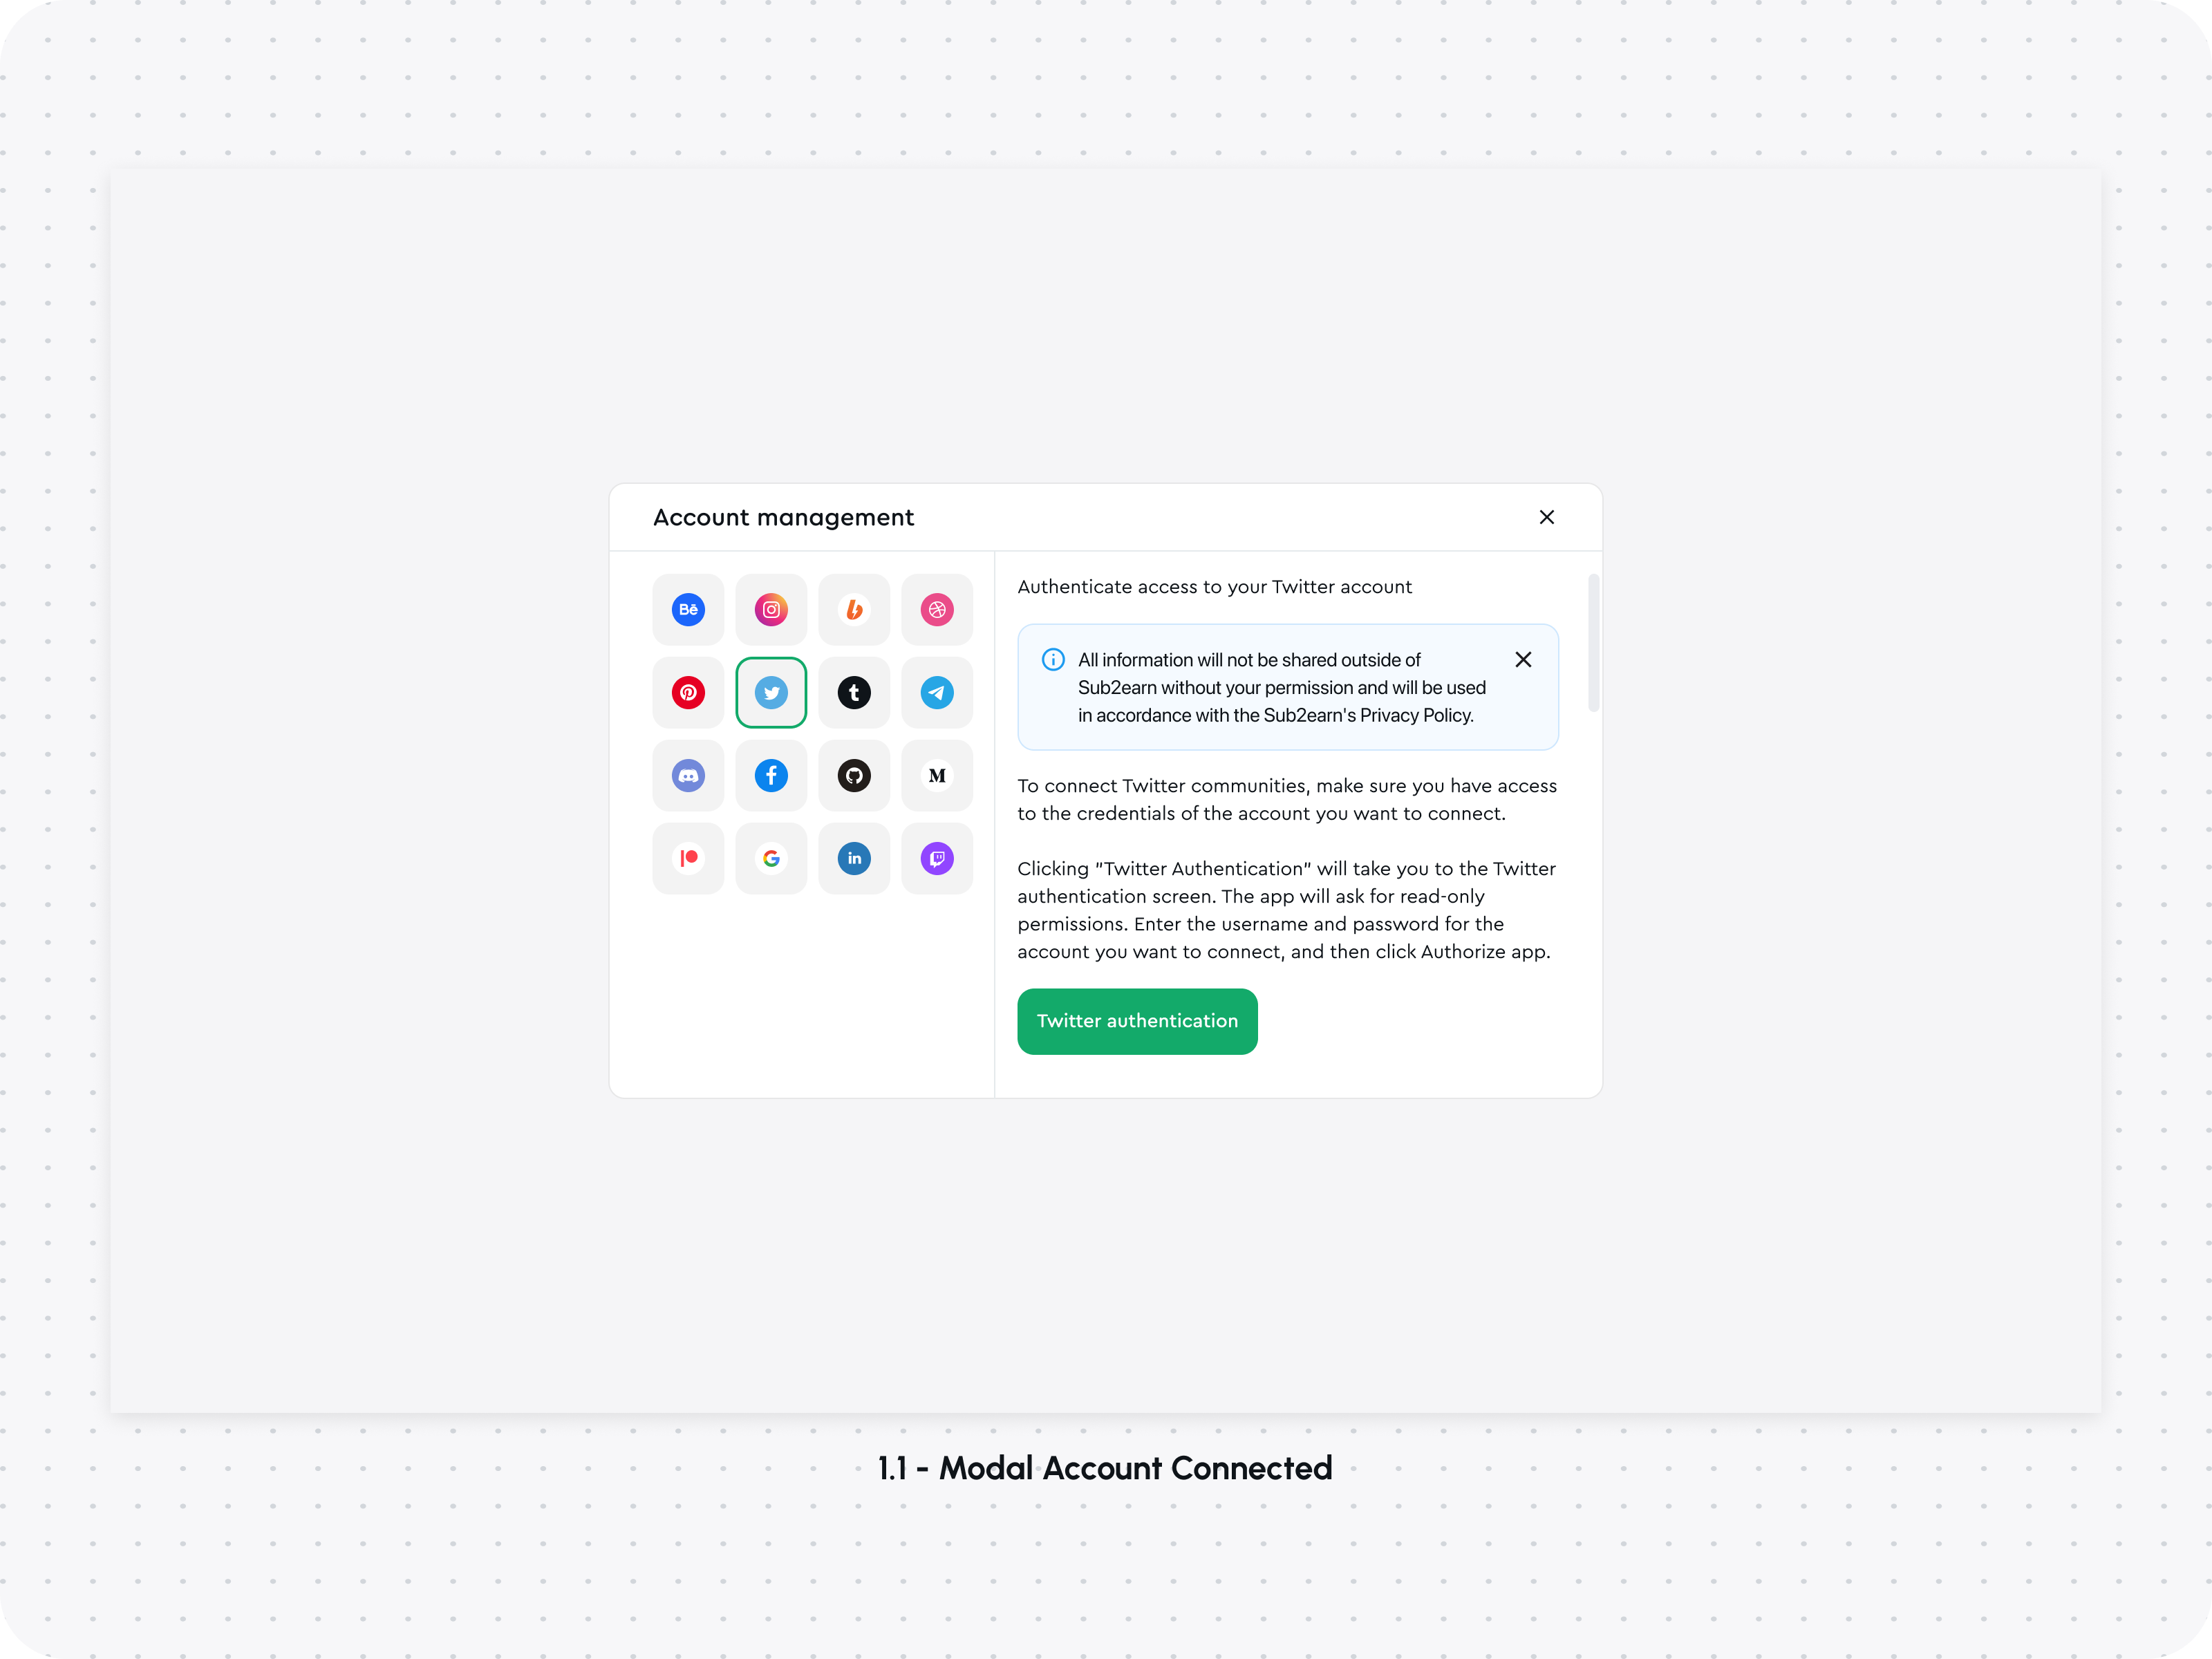 Account management
Bē
t
f
M
G
in
Authenticate access to your Twitter account
All information will not be shared outside of
Sub2earn without your permission and will be used
in accordance with the Sub2earn's Privacy Policy.
To connect Twitter communities, make sure you have access
to the credentials of the account you want to connect.
Clicking "Twitter Authentication" will take you to the Twitter
authentication screen. The app will ask for read-only
permissions. Enter the username and password for the
account you want to connect, and then click Authorize app.
Twitter authentication
1.1 - Modal Account Connected